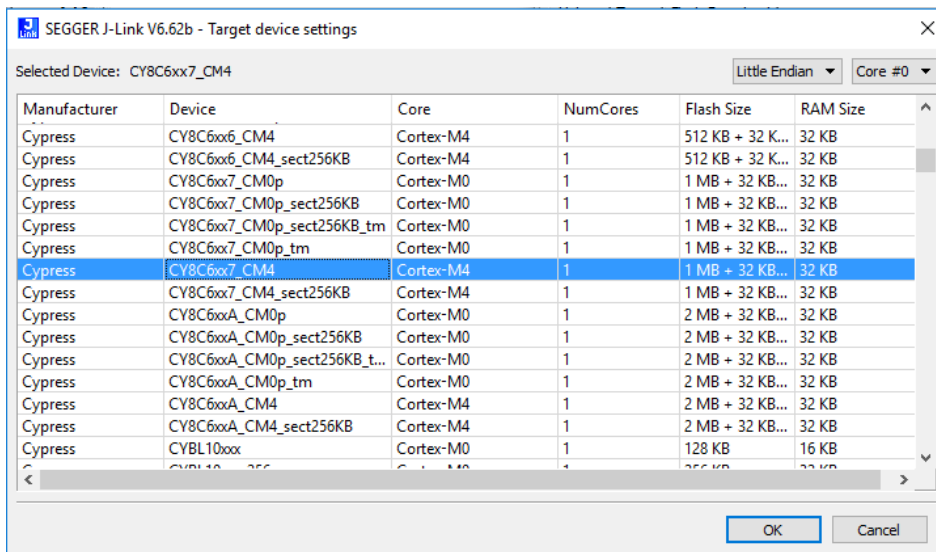 SEGGER J-Link V6.62b - Target device settings
Selected Device: CY8C6xx7_CM4 Little Endian Core #0
Manufacturer Device Core NumCores Flash Size RAM Size
Cypress CY8C6xx6_CM4 Cortex-M4 1 512 KB + 32 K... 32 KB
Cypress CY8C6xx6_CM4_sect256KB Cortex-M4 1 512 KB + 32 K... 32 KB
Cypress CY8C6xx7_CM0p Cortex-M0 1 1 MB + 32 KB... 32 KB
Cypress CY8C6xx7_CM0p_sect256KB Cortex-M0 1 1 MB + 32 KB... 32 KB
Cypress CY8C6xx7_CM0p_sect256KB_tm Cortex-M0 1 1 MB + 32 KB... 32 KB
Cypress CY8C6xx7_CM0p_tm Cortex-M0 1 1 MB + 32 KB... 32 KB
Cypress CY8C6xx7_CM4 Cortex-M4 1 1 MB + 32 KB... 32 KB
Cypress CY8C6xx7_CM4_sect256KB Cortex-M4 1 1 MB + 32 KB... 32 KB
Cypress CY8C6xxA_CM0p Cortex-M0 1 2 MB + 32 KB... 32 KB
Cypress CY8C6xxA_CM0p_sect256KB Cortex-M0 1 2 MB + 32 KB... 32 KB
Cypress CY8C6xxA_CM0p_sect256KB_t... Cortex-M0 1 2 MB + 32 KB... 32 KB
Cypress CY8C6xxA_CM0p_tm Cortex-M0 1 2 MB + 32 KB... 32 KB
Cypress CY8C6xxA_CM4 Cortex-M4 1 2 MB + 32 KB... 32 KB
Cypress CY8C6xxA_CM4_sect256KB Cortex-M4 1 2 MB + 32 KB... 32 KB
Cypress CYBL10xxx Cortex-M0 1 128 KB 16 KB
OK Cancel